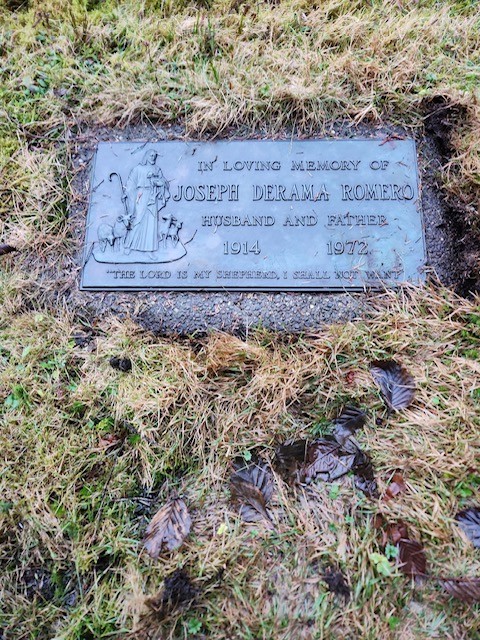 IN LOVING MEMORY OF
JOSEPH DERAMA ROMERO
HUSBAND AND FATHER
1914 1972
"THE LORD IS MY SHEPHERD, I SHALL NOT WANT"